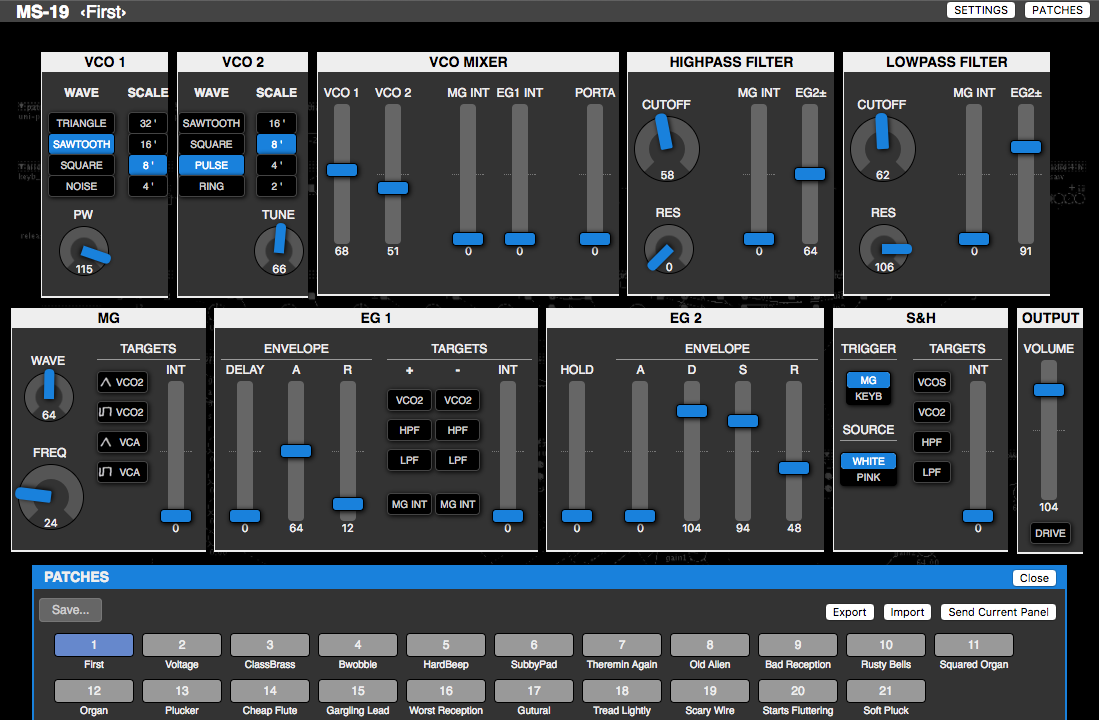 MS-19 ‹First› SETTINGS PATCHES
VCO 1 VCO 2 VCO MIXER HIGHPASS FILTER LOWPASS FILTER
WAVE SCALE WAVE SCALE VCO 1 VCO 2 MG INT EG1 INT PORTA MG INT EG2± MG INT EG2±
CUTOFF CUTOFF
TRIANGLE 32 ' SAWTOOTH 16 '
SAWTOOTH 16 ' SQUARE 8 '
SQUARE 8 ' PULSE 4 '
NOISE 4 ' RING 2 '
58 62
PW TUNE RES RES
115 66 68 51 0 0 0 0 0 64 106 0 91
MG EG 1 EG 2 S&H OUTPUT
TARGETS ENVELOPE TARGETS ENVELOPE TRIGGER TARGETS VOLUME
WAVE INT DELAY A R + - INT HOLD A D S R INT
VCO2 MG VCOS
64 VCO2 VCO2 KEYB
VCO2 VCO2
HPF HPF SOURCE
VCA HPF
FREQ LPF LPF WHITE
VCA PINK LPF
MG INT MG INT
24 0 0 64 12 0 0 0 104 94 48 0 104
DRIVE
PATCHES Close
Save... Export Import Send Current Panel
1 2 3 4 5 6 7 8 9 10 11
First Voltage ClassBrass Bwobble HardBeep SubbyPad Theremin Again Old Alien Bad Reception Rusty Bells Squared Organ
12 13 14 15 16 17 18 19 20 21
Organ Plucker Cheap Flute Gargling Lead Worst Reception Gutural Tread Lightly Scary Wire Starts Fluttering Soft Pluck